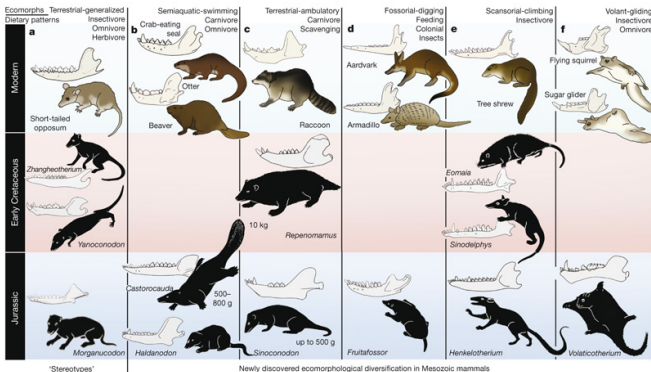 Ecomorphs
Dietary patterns
Terrestrial-generalized
Insectivore
Omnivore
Herbivore
Semiaquatic-swimming
Carnivore
Omnivore
Terrestrial-ambulatory
Carnivore
Scavenging
Fossorial-digging
Feeding
Colonial
Insects
Scansorial-climbing
Insectivore
Volant-gliding
Insectivore
Omnivore
Modern
a
Short-tailed
opposum
b
Crab-eating
seal
Otter
Beaver
c
Raccoon
d
Aardvark
Armadillo
e
Tree shrew
f
Flying squirrel
Sugar glider
Early Cretaceous
Zhangheotherium
Yanoconodon
10 kg
Repenomamus
Eomaia
Sinodelphys
Jurassic
Morganucodon
Castorocauda
500–
800 g
Haldanodon
Sinoconodon
up to 500 g
Fruitafossor
Henkelotherium
Volaticotherium
'Stereotypes'
Newly discovered ecomorphological diversification in Mesozoic mammals